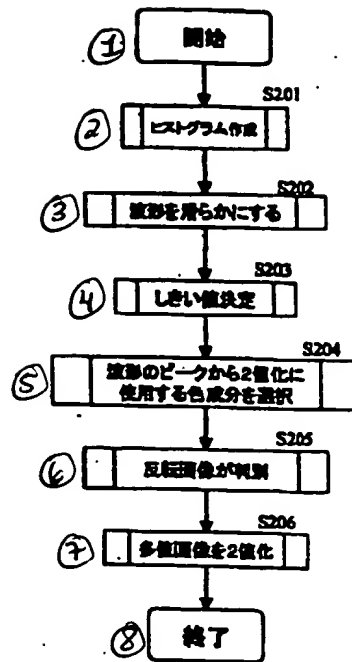 ① 開始
S201
② ヒストグラム作成
S202
③ 波形を滑らかにする
S203
④ しきい値決定
S204
⑤ 波形のピークから2値化に
使用する色成分を選択
S205
⑥ 反転画像か判別
S206
⑦ 多値画像を2値化
⑧ 終了